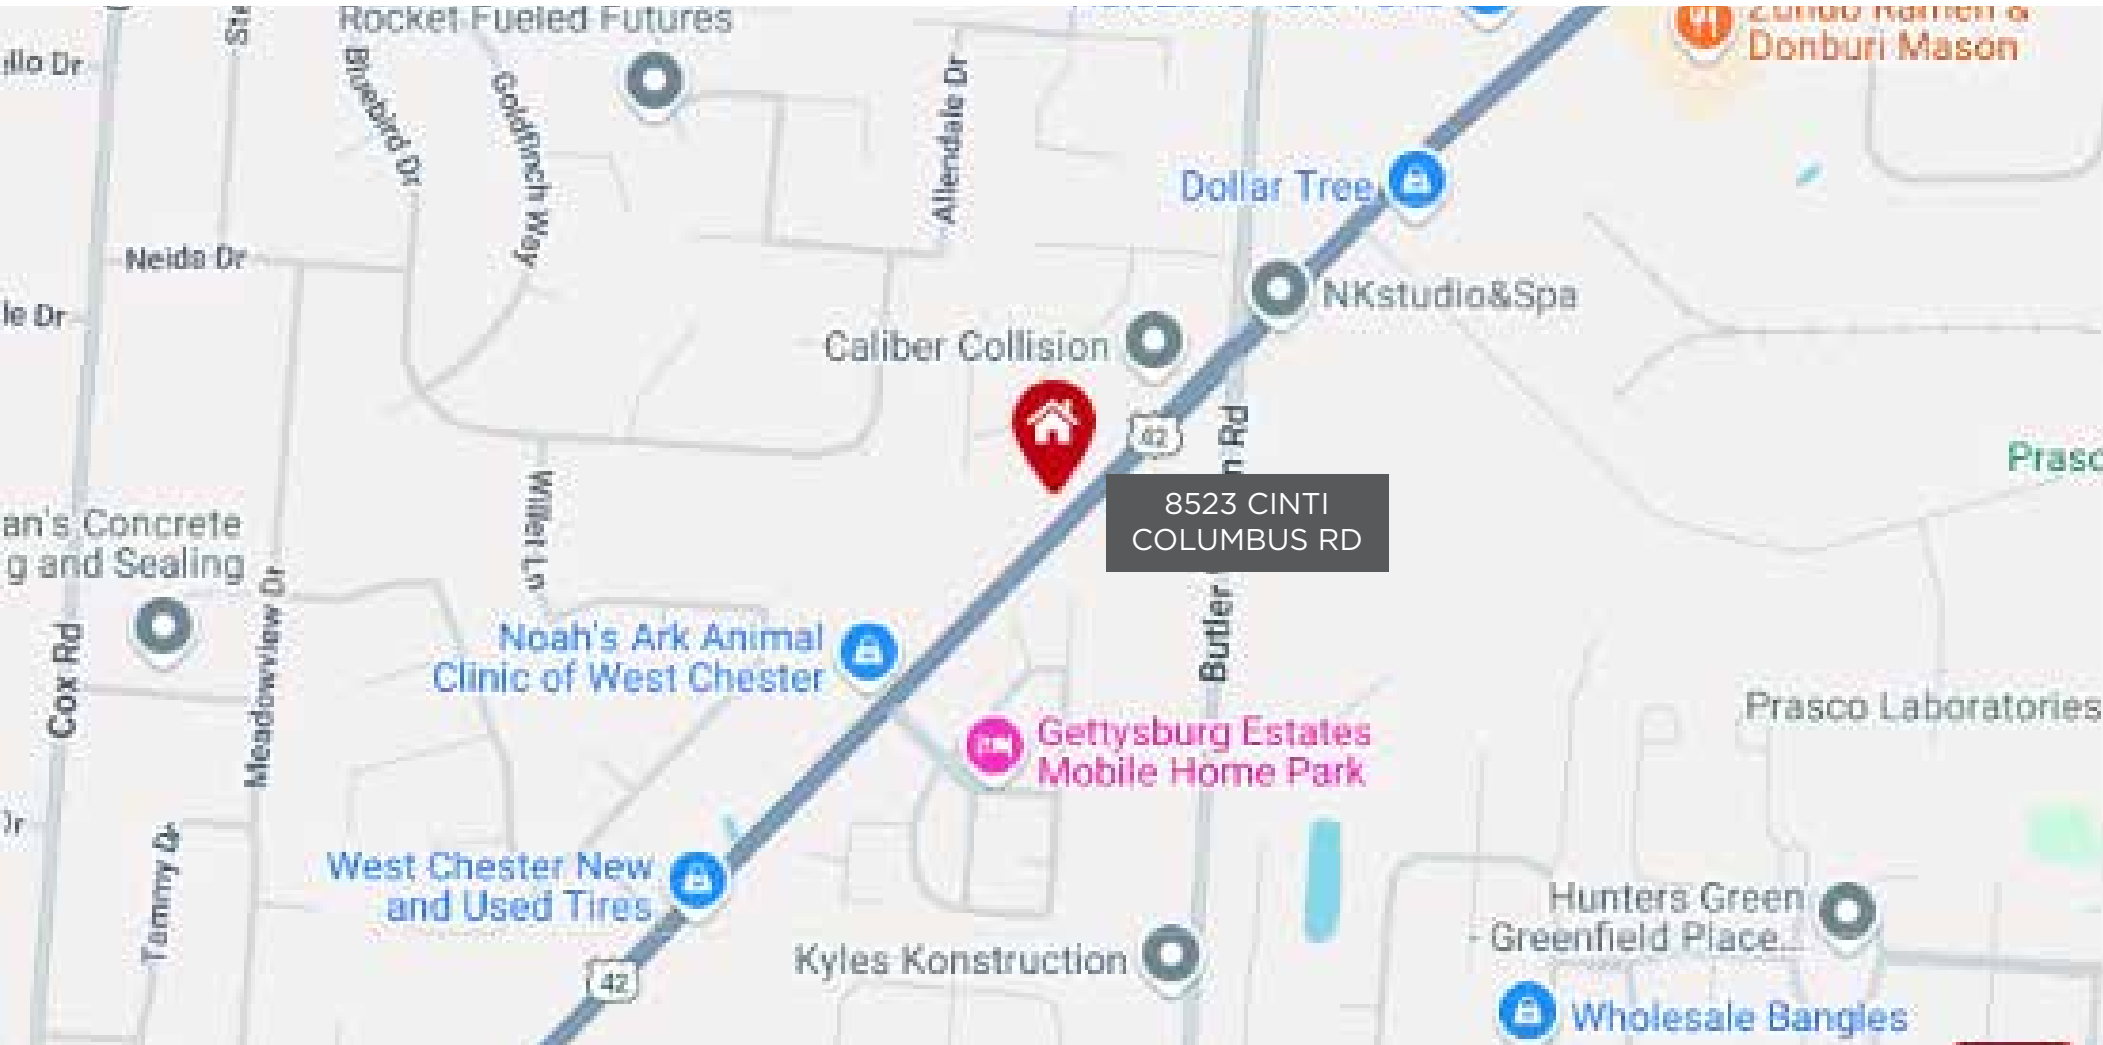 Rocket Fueled Futures
Donburi Mason
Bluebird Dr
Goldfinch Way
Allendale Dr
Dollar Tree
Neida Dr
NKstudio&Spa
le Dr
Caliber Collision
42
n Rd
Prasc
8523 CINTI
COLUMBUS RD
Willet Ln
an's Concrete
g and Sealing
Meadowview Dr
Cox Rd
Butler
Noah's Ark Animal
Clinic of West Chester
Prasco Laboratories
Gettysburg Estates
Mobile Home Park
Tammy Dr
West Chester New
and Used Tires
Hunters Green
- Greenfield Place...
Kyles Konstruction
42
Wholesale Bangles